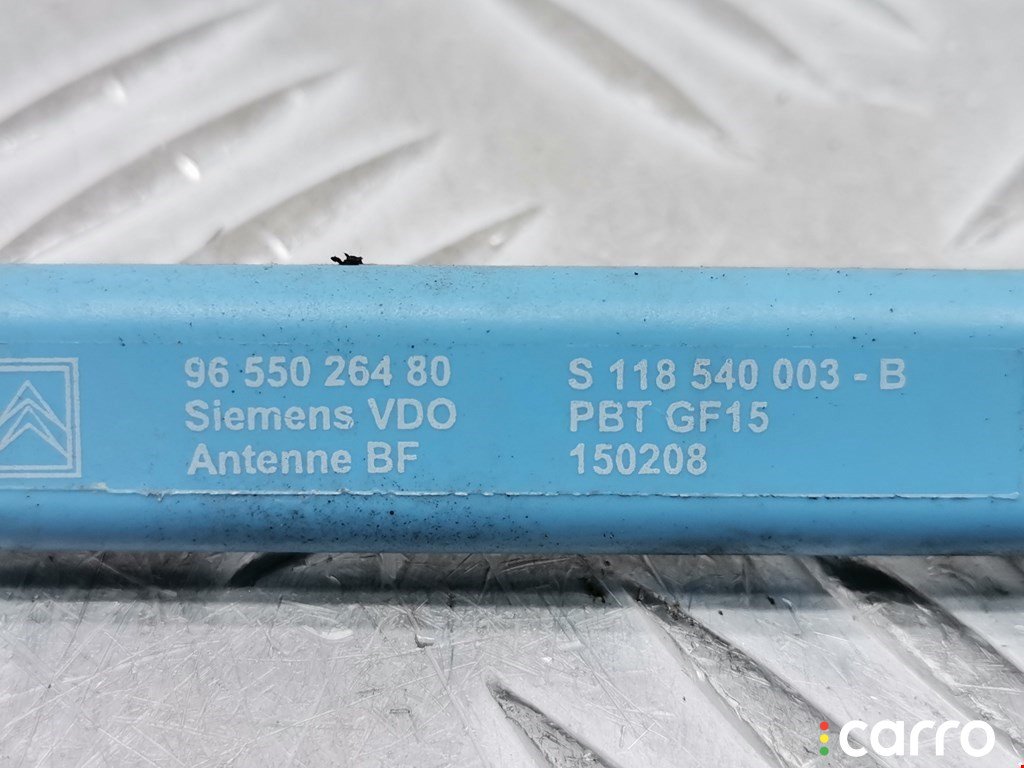 96 550 264 80
Siemens VDO
Antenne BF
S 118 540 003 - B
PBT GF15
150208
carro